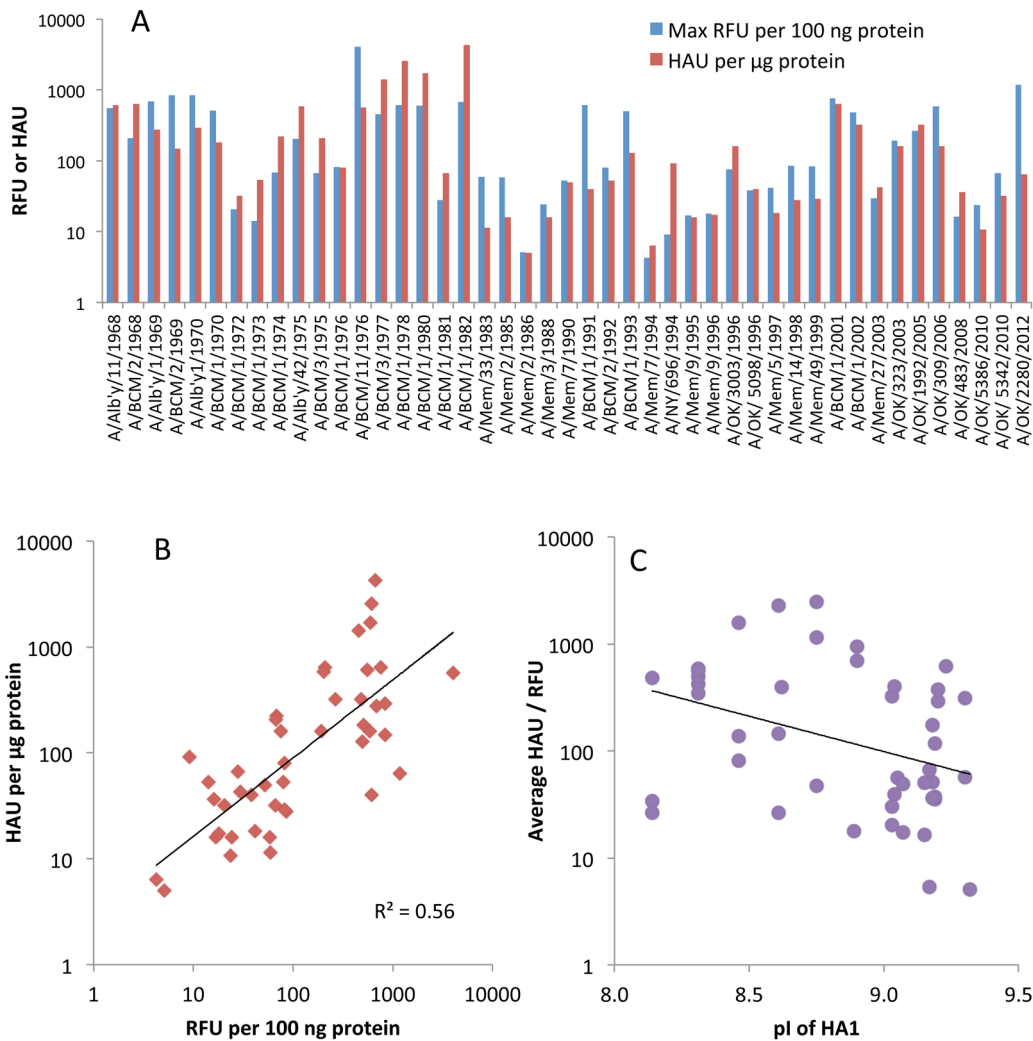 A
Max RFU per 100 ng protein
HAU per µg protein
RFU or HAU
10000
1000
100
10
1
A/Alb'y/11/1968
A/BCM/2/1968
A/Alb'y/1/1969
A/BCM/2/1969
A/Alb'y1/1970
A/BCM/1/1970
A/BCM/1/1972
A/BCM/1/1973
A/BCM/1/1974
A/Alb'y/42/1975
A/BCM/3/1975
A/BCM/1/1976
A/BCM/11/1976
A/BCM/3/1977
A/BCM/1/1978
A/BCM/1/1980
A/BCM/1/1981
A/BCM/1/1982
A/Mem/33/1983
A/Mem/2/1985
A/Mem/2/1986
A/Mem/3/1988
A/Mem/7/1990
A/BCM/1/1991
A/BCM/2/1992
A/BCM/1/1993
A/Mem/7/1994
A/NY/696/1994
A/Mem/9/1995
A/Mem/9/1996
A/OK/3003/1996
A/OK/ 5098/1996
A/Mem/5/1997
A/Mem/14/1998
A/Mem/49/1999
A/BCM/1/2001
A/BCM/1/2002
A/Mem/27/2003
A/OK/323/2003
A/OK/1992/2005
A/OK/309/2006
A/OK/483/2008
A/OK/5386/2010
A/OK/ 5342/2010
A/OK/2280/2012
B
HAU per µg protein
10000
1000
100
10
1
R² = 0.56
1 10 100 1000 10000
RFU per 100 ng protein
C
Average HAU / RFU
10000
1000
100
10
1
8.0 8.5 9.0 9.5
pI of HA1